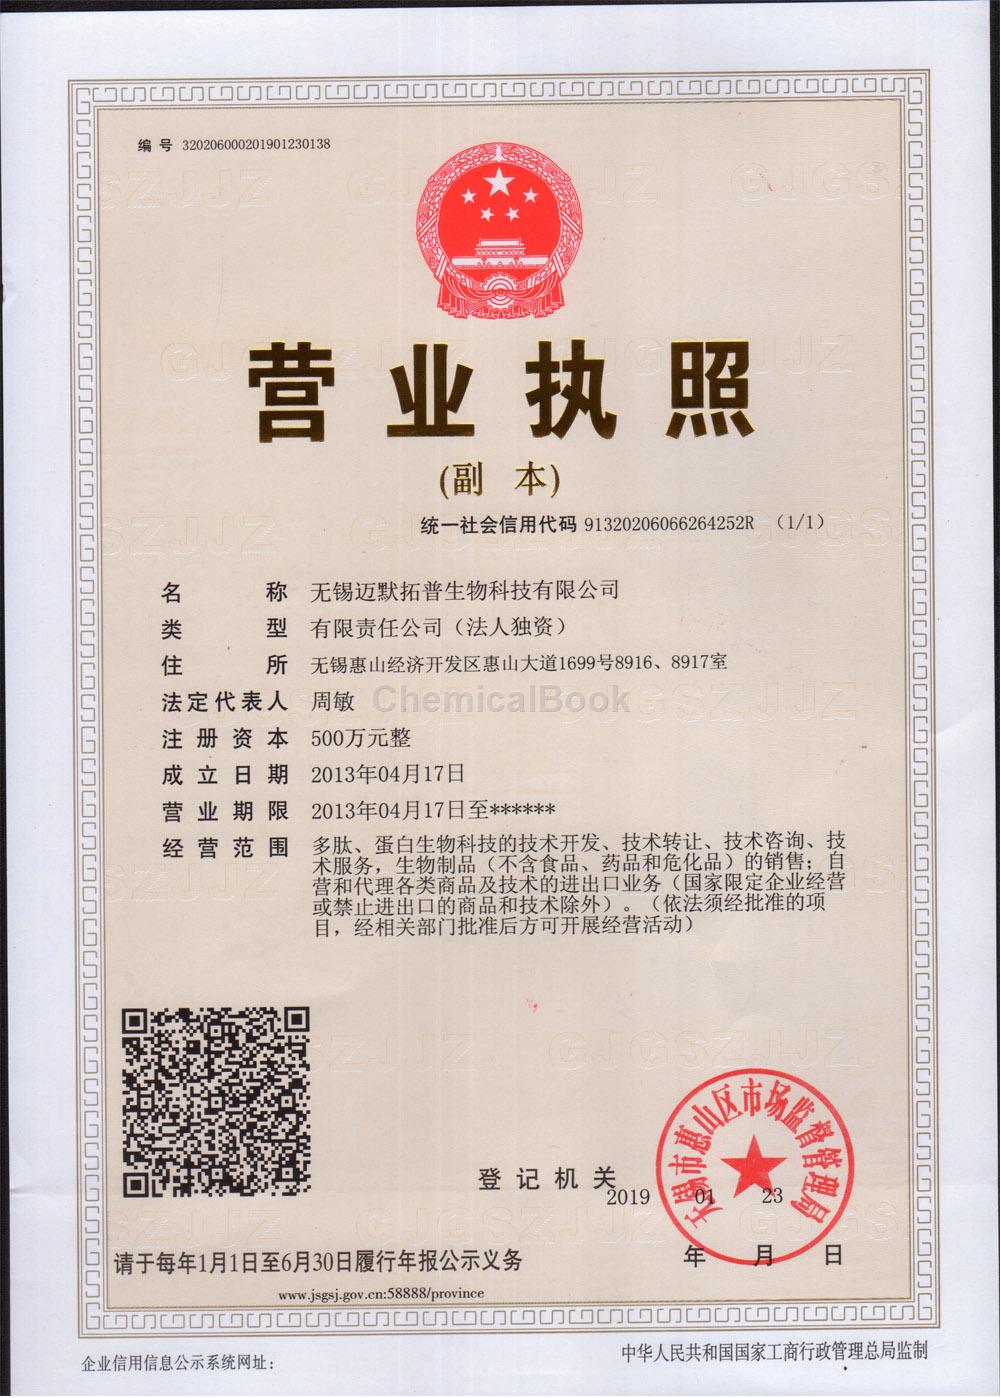 编 号 320206000201901230138
营业执照
(副 本)
统一社会信用代码 91320206066264252R （1/1）
名 称 无锡迈默拓普生物科技有限公司
类 型 有限责任公司（法人独资）
住 所 无锡惠山经济开发区惠山大道1699号8916、8917室
法定代表人 周敏
ChemicalBook
注册资本 500万元整
成立日期 2013年04月17日
营业期限 2013年04月17日至******
经营范围 多肽、蛋白生物科技的技术开发、技术转让、技术咨询、技
术服务，生物制品（不含食品、药品和危化品）的销售；自
营和代理各类商品及技术的进出口业务（国家限定企业经营
或禁止进出口的商品和技术除外）。（依法须经批准的项
目，经相关部门批准后方可开展经营活动）
无锡市惠山区市场监督管理局
登记机关
2019 01 23
年 月 日
请于每年1月1日至6月30日履行年报公示义务
www.jsgsj.gov.cn:58888/province
企业信用信息公示系统网址：
中华人民共和国国家工商行政管理总局监制